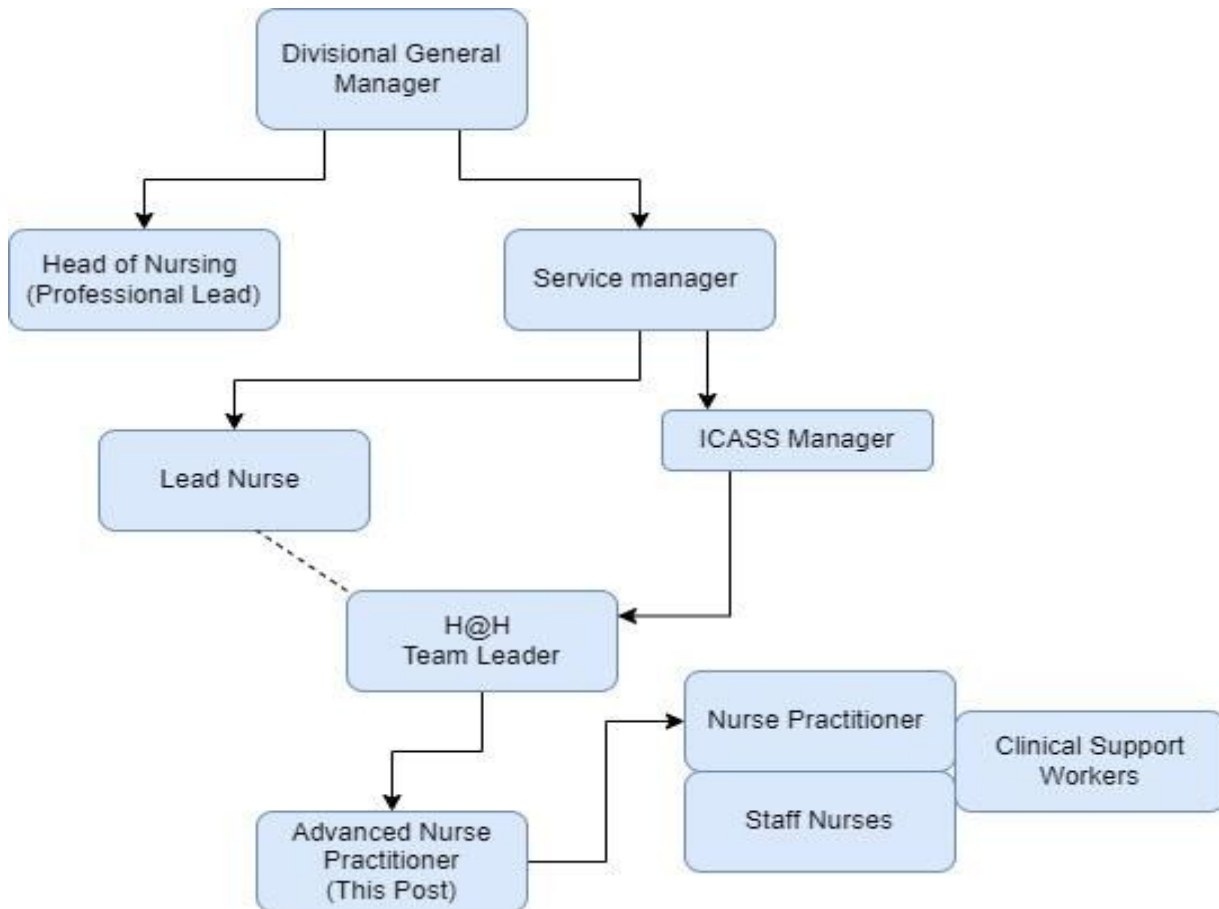 Divisional General
Manager
Head of Nursing
(Professional Lead)
Service manager
Lead Nurse
ICASS Manager
H@H
Team Leader
Nurse Practitioner
Clinical Support
Workers
Staff Nurses
Advanced Nurse
Practitioner
(This Post)